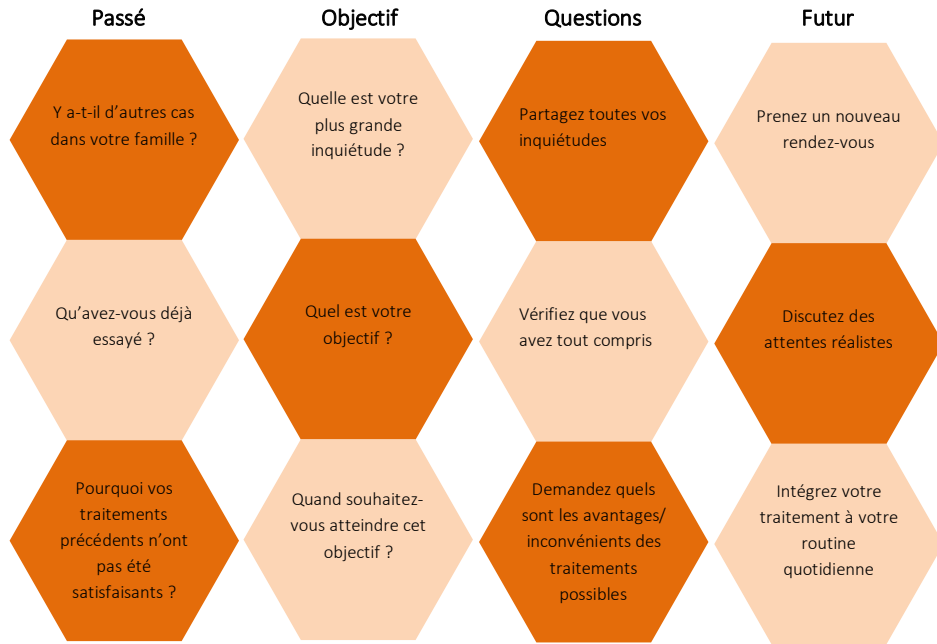 Passé
Y a-t-il d'autres cas
dans votre famille ?
Qu'avez-vous déjà
essayé ?
Pourquoi vos
traitements
précédents n'ont
pas été
satisfaisants ?
Objectif
Quelle est votre
plus grande
inquiétude ?
Quel est votre
objectif ?
Quand souhaitez-
vous atteindre cet
objectif ?
Questions
Partagez toutes vos
inquiétudes
Vérifiez que vous
avez tout compris
Demandez quels
sont les avantages/
inconvénients des
traitements
possibles
Futur
Prenez un nouveau
rendez-vous
Discutez des
attentes réalistes
Intégrez votre
traitement à votre
routine
quotidienne